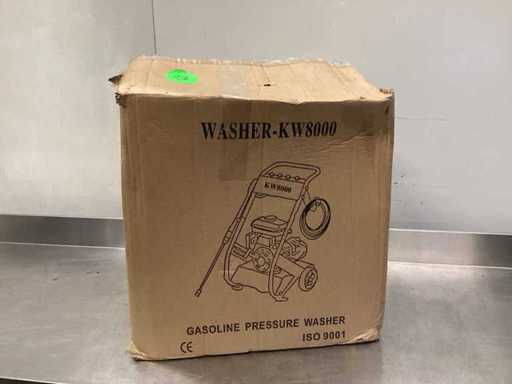 WASHER-KW8000
KW8000
GASOLINE PRESSURE WASHER
CE ISO 9001